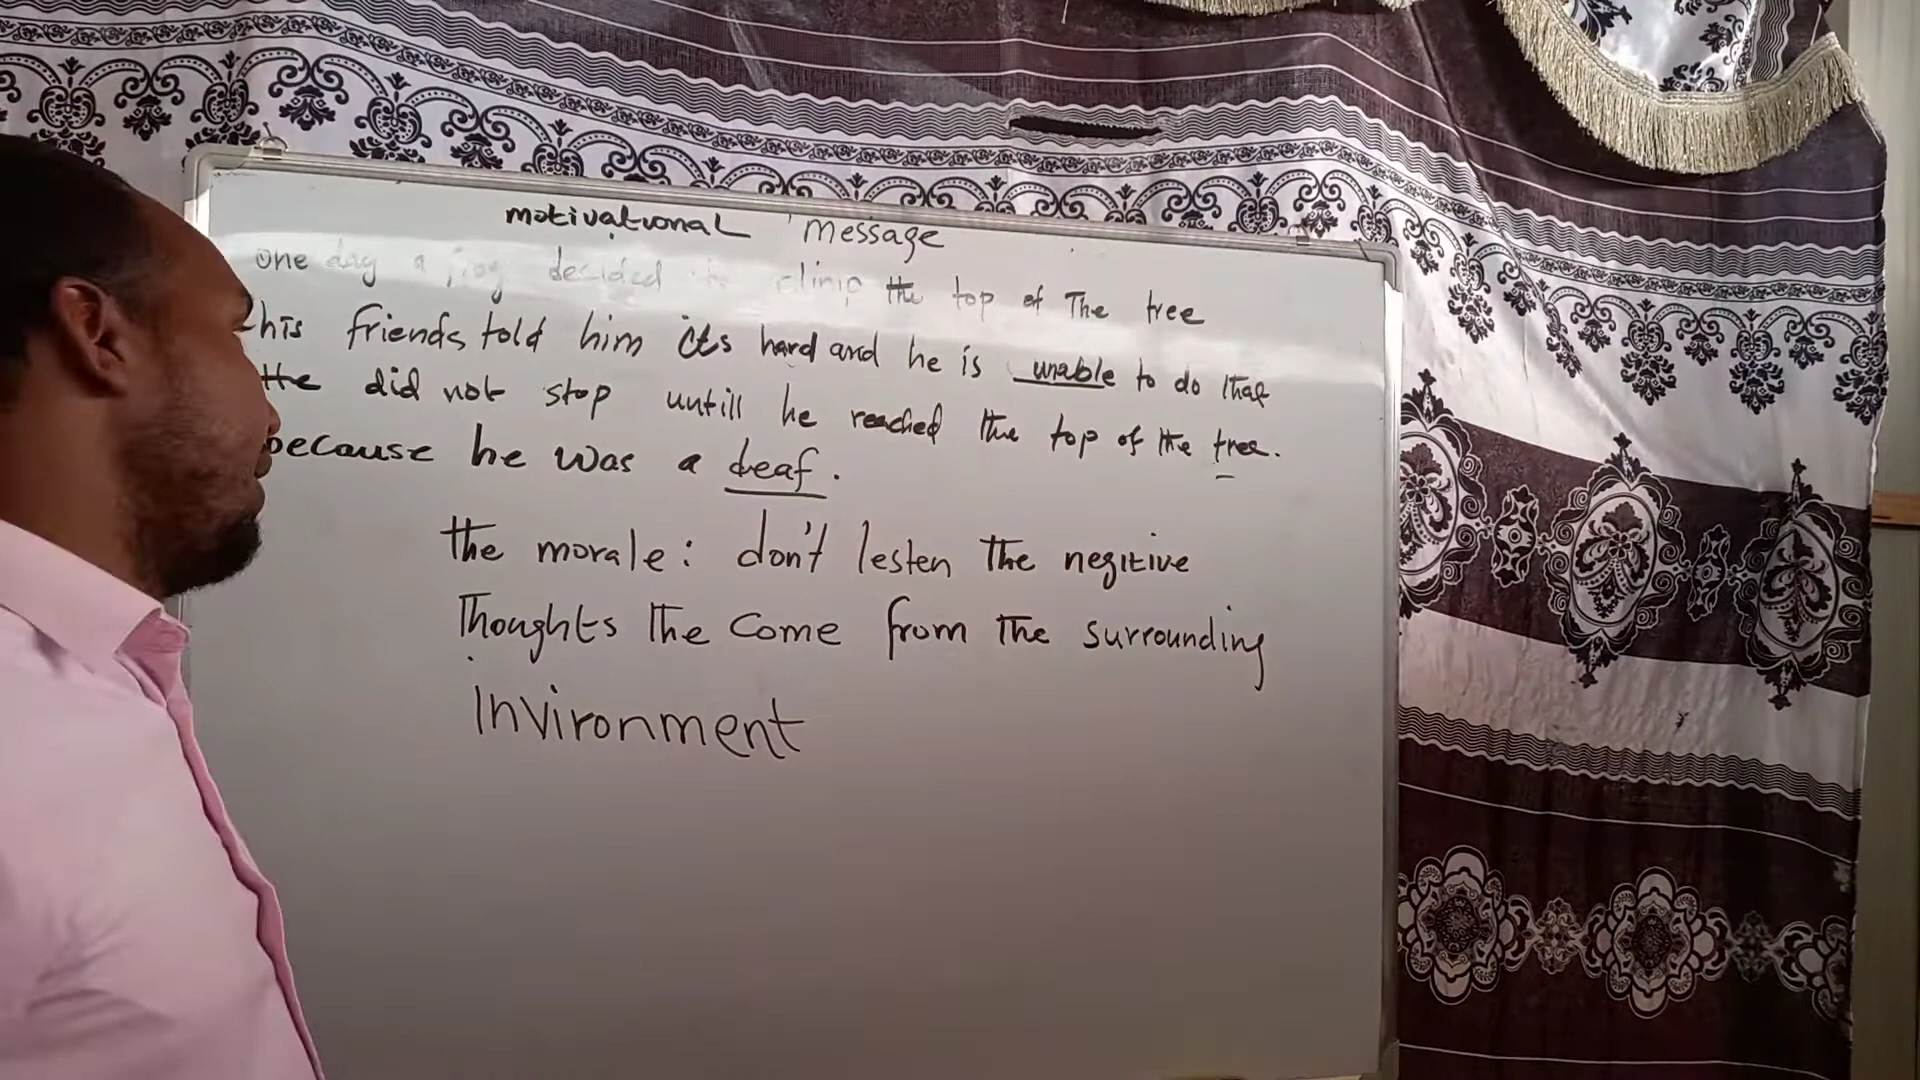 motivational message
one day a frog decided to clinp the top of The tree
his friends told him its hard and he is unable to do that
He did not stop untill he reached the top of the tree.
because he was a deaf.
the morale: don't lesten the negitive
Thoughts The Come from The surrounding
invironment